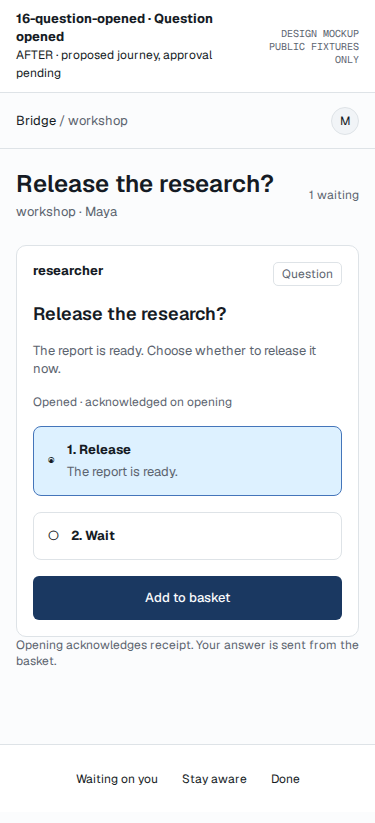 16-question-opened · Question opened
AFTER · proposed journey, approval pending
DESIGN MOCKUP
PUBLIC FIXTURES
ONLY
Bridge / workshop
M
Release the research?
1 waiting
workshop · Maya
researcher
Question
Release the research?
The report is ready. Choose whether to release it
now.
Opened · acknowledged on opening
1. Release
The report is ready.
2. Wait
Add to basket
Opening acknowledges receipt. Your answer is sent from the
basket.
Waiting on you
Stay aware
Done